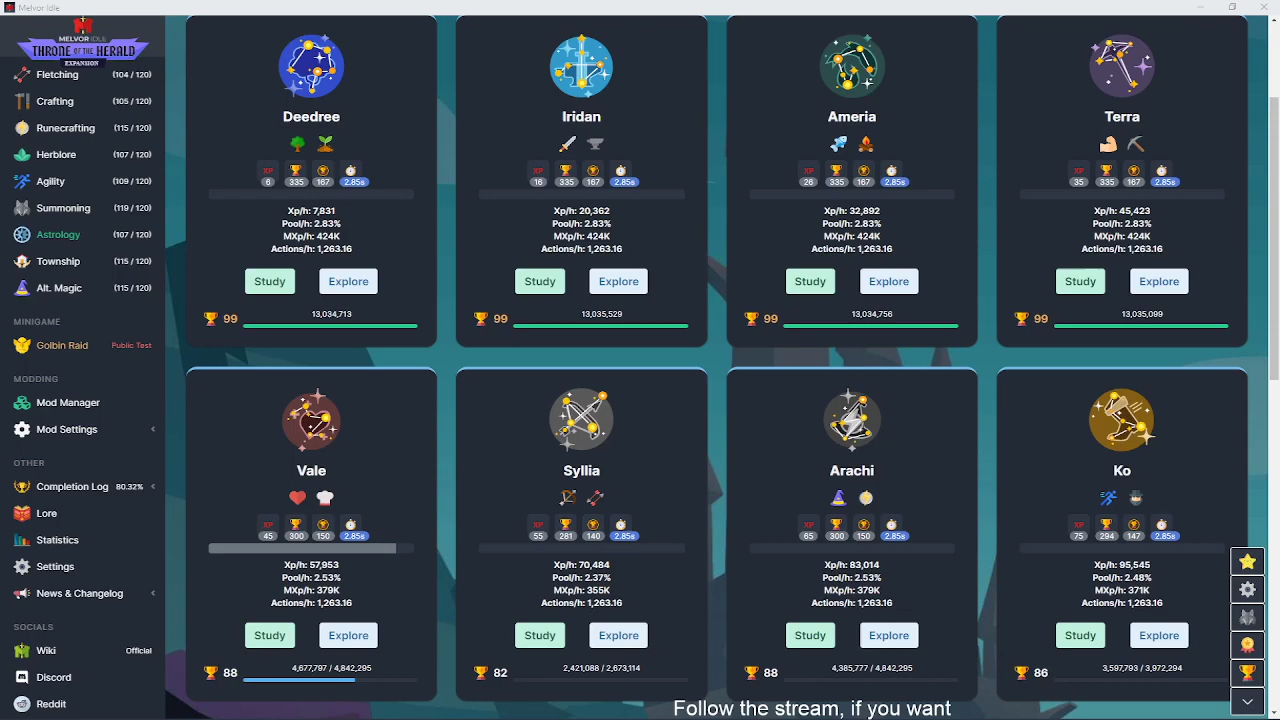 Melvor Idle
MELVOR IDLE
THRONE OF THE HERALD
EXPANSION
Fletching (104 / 120)
Crafting (105 / 120)
Runecrafting (115 / 120)
Herblore (107 / 120)
Agility (109 / 120)
Summoning (119 / 120)
Astrology (107 / 120)
Township (115 / 120)
Alt. Magic (115 / 120)
MINIGAME
Golbin Raid Public Test
MODDING
Mod Manager
Mod Settings
OTHER
Completion Log 80.32%
Lore
Statistics
Settings
News & Changelog
SOCIALS
Wiki Official
Discord
Reddit
Deedree
XP
6 335 167 2.85s
Xp/h: 7,831
Pool/h: 2.83%
MXp/h: 424K
Actions/h: 1,263.16
Study Explore
99 13,034,713
Iridan
XP
16 335 167 2.85s
Xp/h: 20,362
Pool/h: 2.83%
MXp/h: 424K
Actions/h: 1,263.16
Study Explore
99 13,035,529
Ameria
XP
26 335 167 2.85s
Xp/h: 32,892
Pool/h: 2.83%
MXp/h: 424K
Actions/h: 1,263.16
Study Explore
99 13,034,756
Terra
XP
35 335 167 2.85s
Xp/h: 45,423
Pool/h: 2.83%
MXp/h: 424K
Actions/h: 1,263.16
Study Explore
99 13,035,099
Vale
XP
45 300 150 2.85s
Xp/h: 57,953
Pool/h: 2.53%
MXp/h: 379K
Actions/h: 1,263.16
Study Explore
88 4,677,797 / 4,842,295
Syllia
XP
55 281 140 2.85s
Xp/h: 70,484
Pool/h: 2.37%
MXp/h: 355K
Actions/h: 1,263.16
Study Explore
82 2,421,088 / 2,673,114
Arachi
XP
65 300 150 2.85s
Xp/h: 83,014
Pool/h: 2.53%
MXp/h: 379K
Actions/h: 1,263.16
Study Explore
88 4,385,777 / 4,842,295
Ko
XP
75 294 147 2.85s
Xp/h: 95,545
Pool/h: 2.48%
MXp/h: 371K
Actions/h: 1,263.16
Study Explore
86 3,597,793 / 3,972,294
Follow the stream, if you want